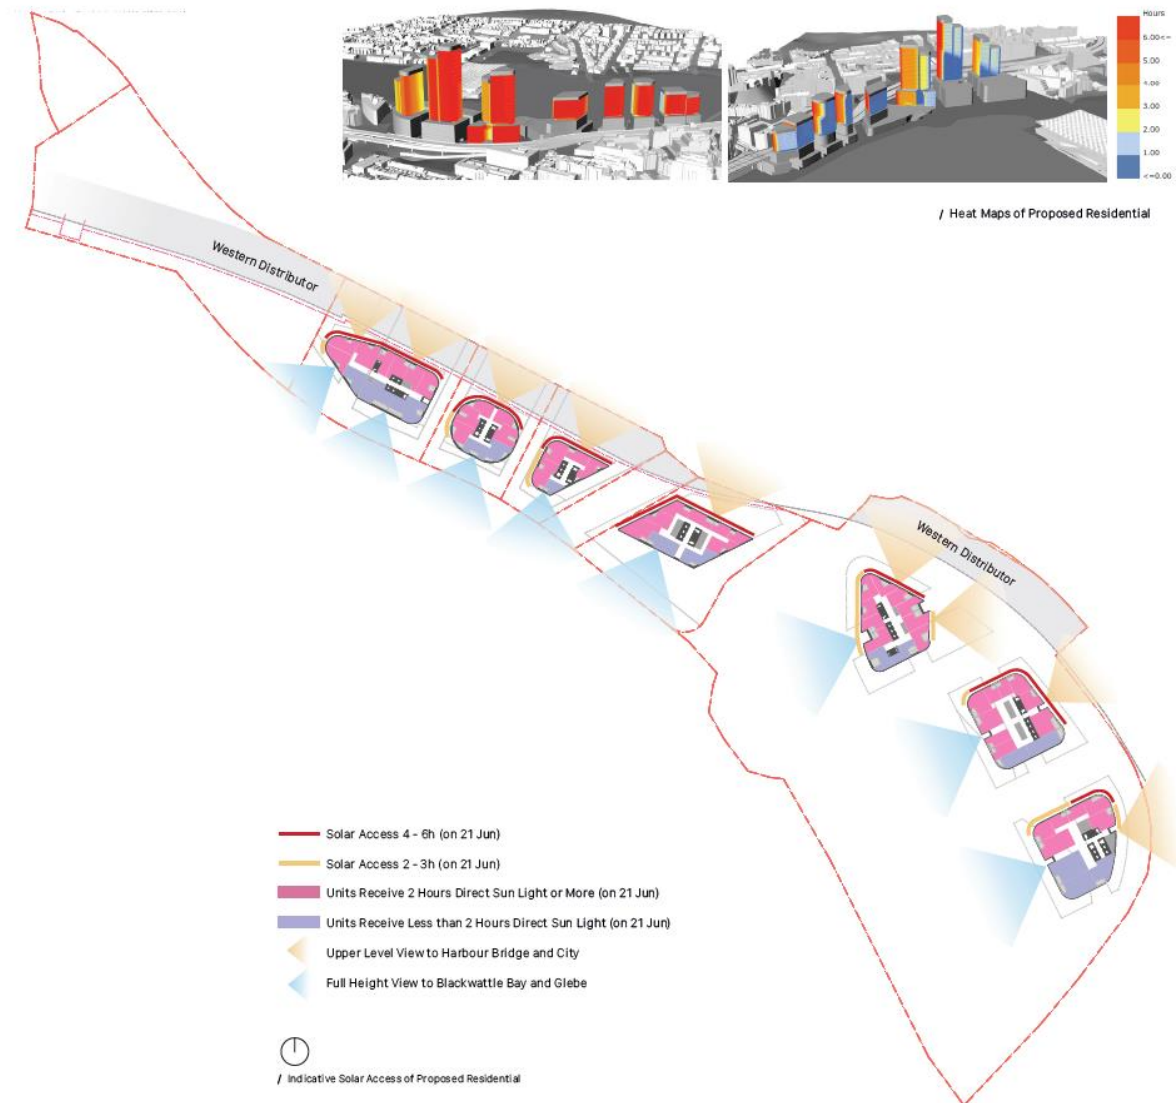 Hours
6.00<=
5.00
4.00
3.00
2.00
1.00
<=0.00
/ Heat Maps of Proposed Residential
Western Distributor
Western Distributor
Solar Access 4 - 6h (on 21 Jun)
Solar Access 2 - 3h (on 21 Jun)
Units Receive 2 Hours Direct Sun Light or More (on 21 Jun)
Units Receive Less than 2 Hours Direct Sun Light (on 21 Jun)
Upper Level View to Harbour Bridge and City
Full Height View to Blackwattle Bay and Glebe
/ Indicative Solar Access of Proposed Residential